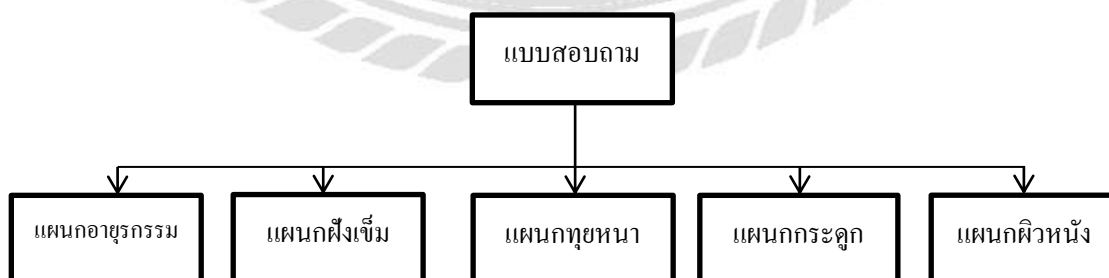 แบบสอบถาม
แผนกอายุรกรรม
แผนกฝังเข็ม
แผนกทุยหนา
แผนกกระดูก
แผนกผิวหนัง